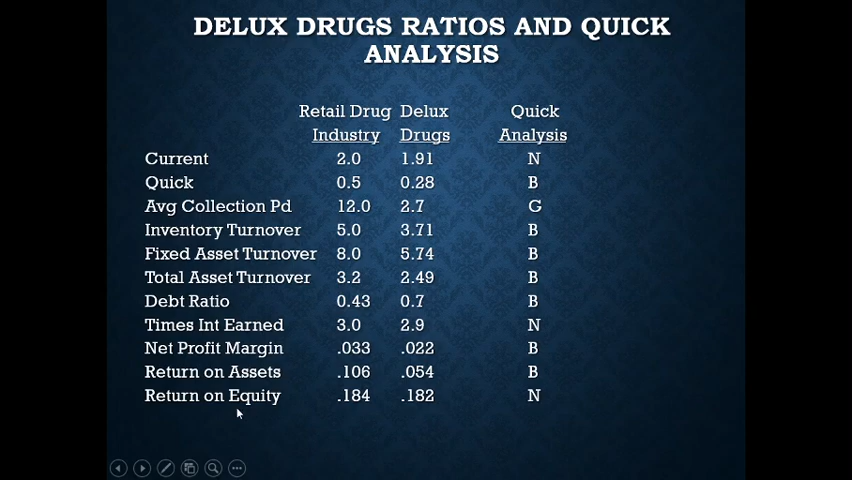 DELUX DRUGS RATIOS AND QUICK
ANALYSIS
Retail Drug Delux Quick
Industry Drugs Analysis
Current 2.0 1.91 N
Quick 0.5 0.28 B
Avg Collection Pd 12.0 2.7 G
Inventory Turnover 5.0 3.71 B
Fixed Asset Turnover 8.0 5.74 B
Total Asset Turnover 3.2 2.49 B
Debt Ratio 0.43 0.7 B
Times Int Earned 3.0 2.9 N
Net Profit Margin .033 .022 B
Return on Assets .106 .054 B
Return on Equity .184 .182 N